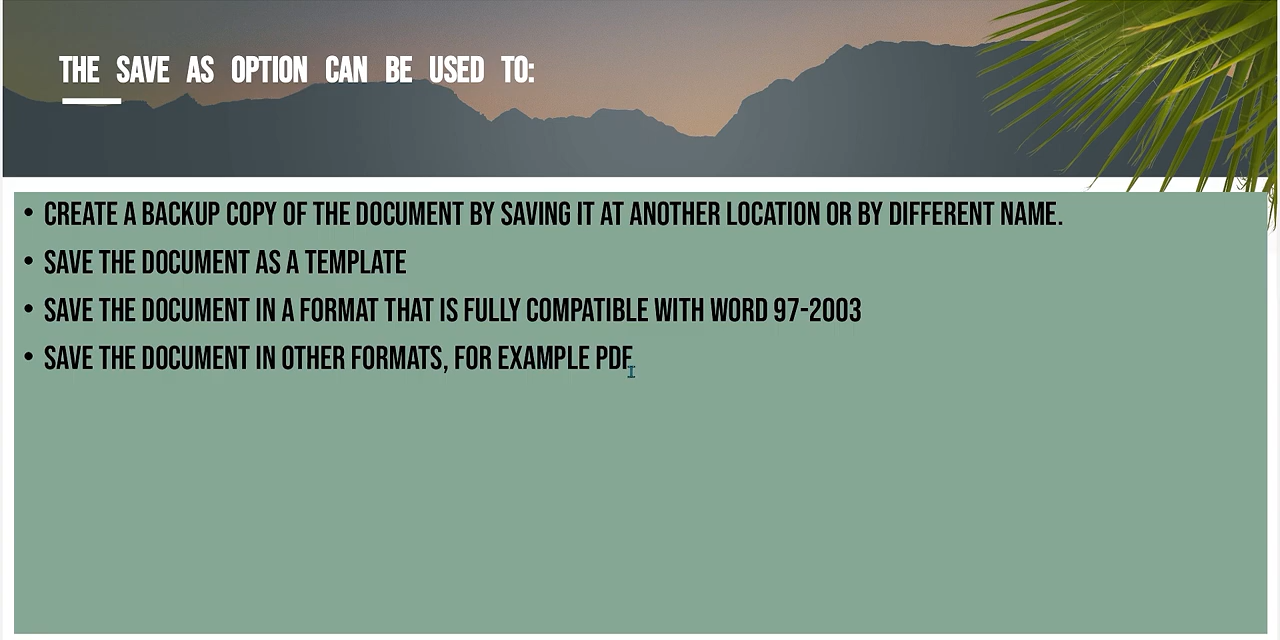 THE SAVE AS OPTION CAN BE USED TO:
• CREATE A BACKUP COPY OF THE DOCUMENT BY SAVING IT AT ANOTHER LOCATION OR BY DIFFERENT NAME.
• SAVE THE DOCUMENT AS A TEMPLATE
• SAVE THE DOCUMENT IN A FORMAT THAT IS FULLY COMPATIBLE WITH WORD 97-2003
• SAVE THE DOCUMENT IN OTHER FORMATS, FOR EXAMPLE PDF